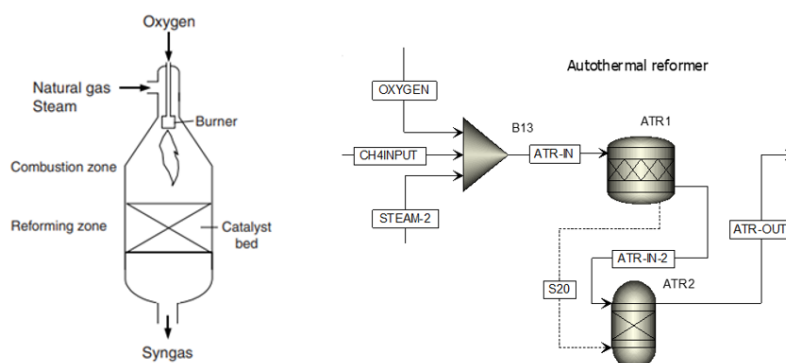 Oxygen
Natural gas
Steam
Burner
Combustion zone
Reforming zone
Catalyst
bed
Syngas
Autothermal reformer
OXYGEN
B13
ATR1
CH4INPUT
ATR-IN
STEAM-2
ATR-OUT
ATR-IN-2
S20
ATR2